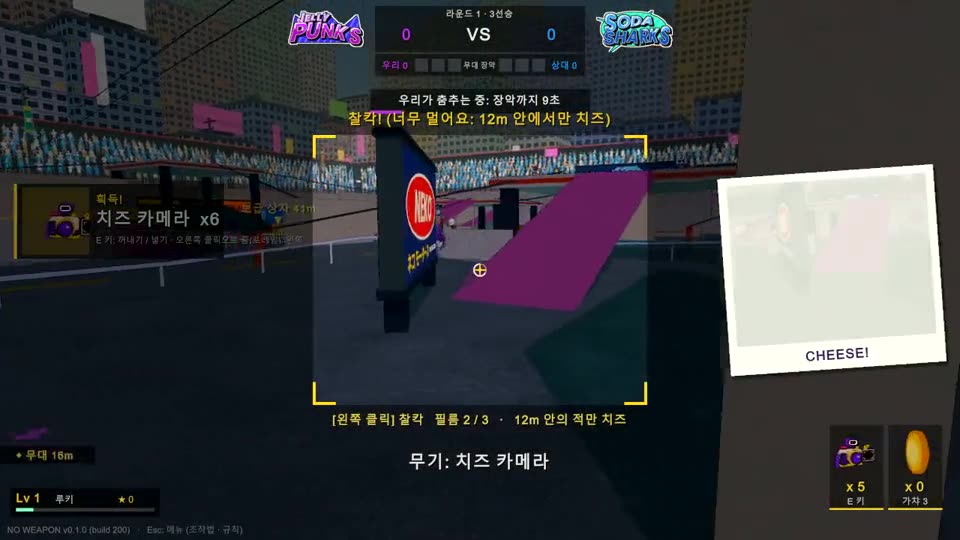 JELLY PUNKS
라운드 1 · 3선승
0 VS 0
SODA SHARKS
우리 0 무대 장악 상대 0
우리가 춤추는 중: 장악까지 9초
찰칵! (너무 멀어요: 12m 안에서만 치즈)
획득!
치즈 카메라 x6
보급 상자 41m
E 키: 꺼내기 / 넣기 · 오른쪽 클릭으로 줌
NEKO
CHEESE!
[왼쪽 클릭] 찰칵 필름 2 / 3 · 12m 안의 적만 치즈
무기: 치즈 카메라
무대 16m
x 5
E 키
x 0
가챠 3
Lv 1 루키 ★ 0
NO WEAPON v0.1.0 (build 200) · Esc: 메뉴 (조작법 · 규칙)